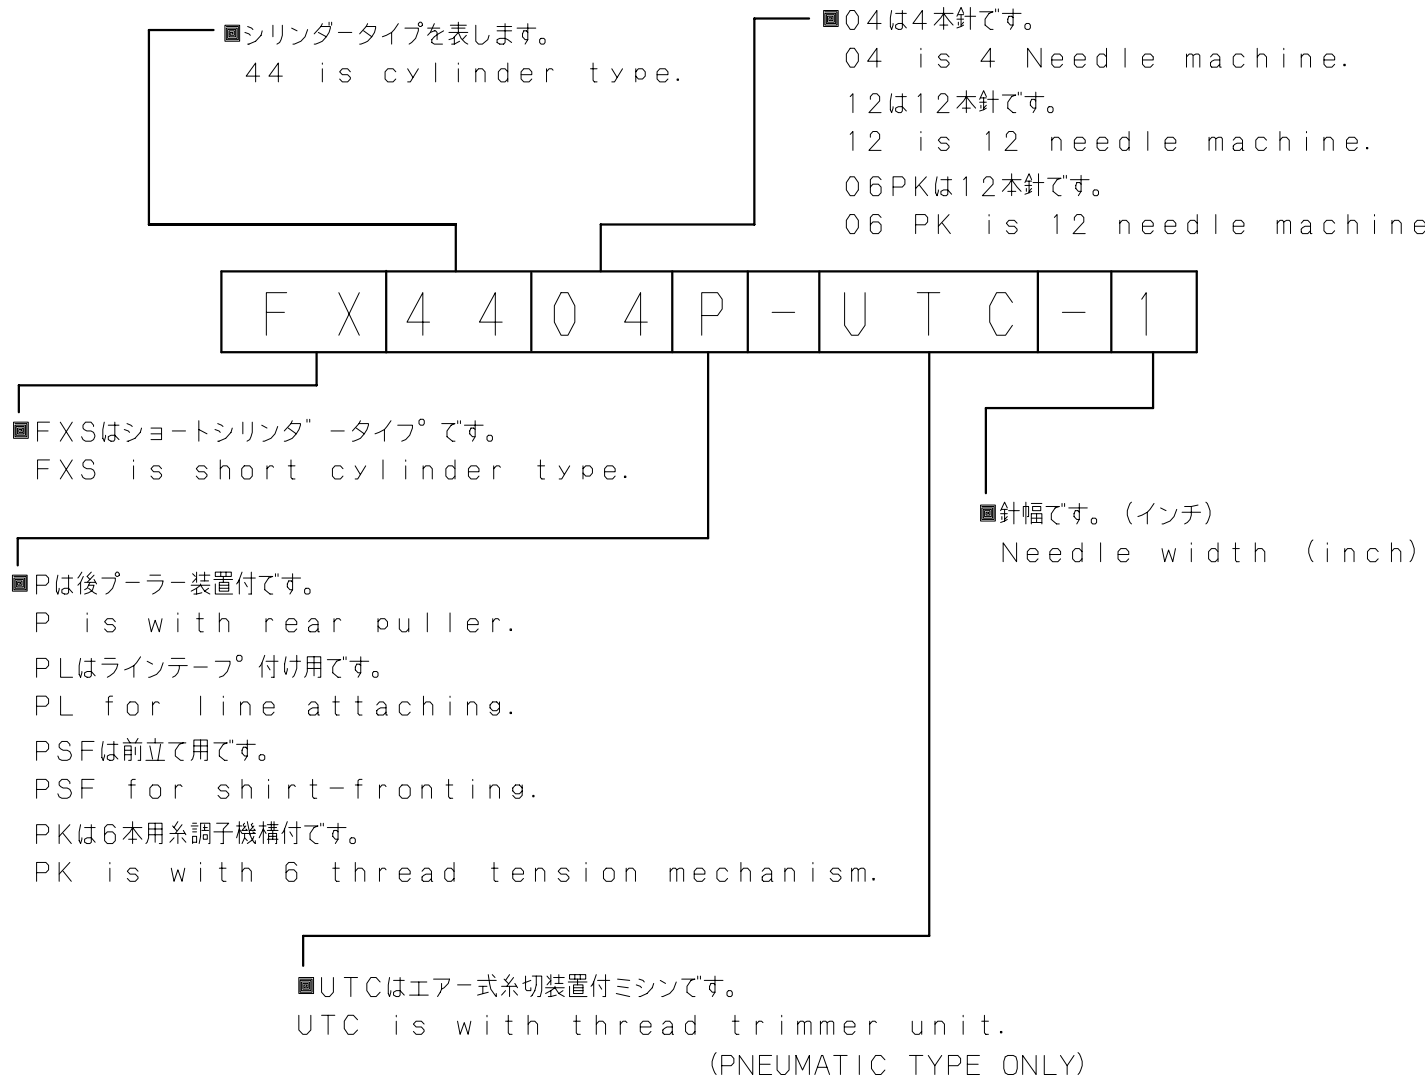 ■シリンダータイプを表します。
44 is cylinder type.
■04は4本針です。
04 is 4 Needle machine.
12は12本針です。
12 is 12 needle machine.
06PKは12本針です。
06 PK is 12 needle machine
FX4404P-UTC-1
■FXSはショートシリンダータイプです。
FXS is short cylinder type.
■針幅です。(インチ)
Needle width (inch)
■Pは後プーラー装置付です。
P is with rear puller.
PLはラインテープ付け用です。
PL for line attaching.
PSFは前立て用です。
PSF for shirt-fronting.
PKは6本用糸調子機構付です。
PK is with 6 thread tension mechanism.
■UTCはエアー式糸切装置付ミシンです。
UTC is with thread trimmer unit.
(PNEUMATIC TYPE ONLY)